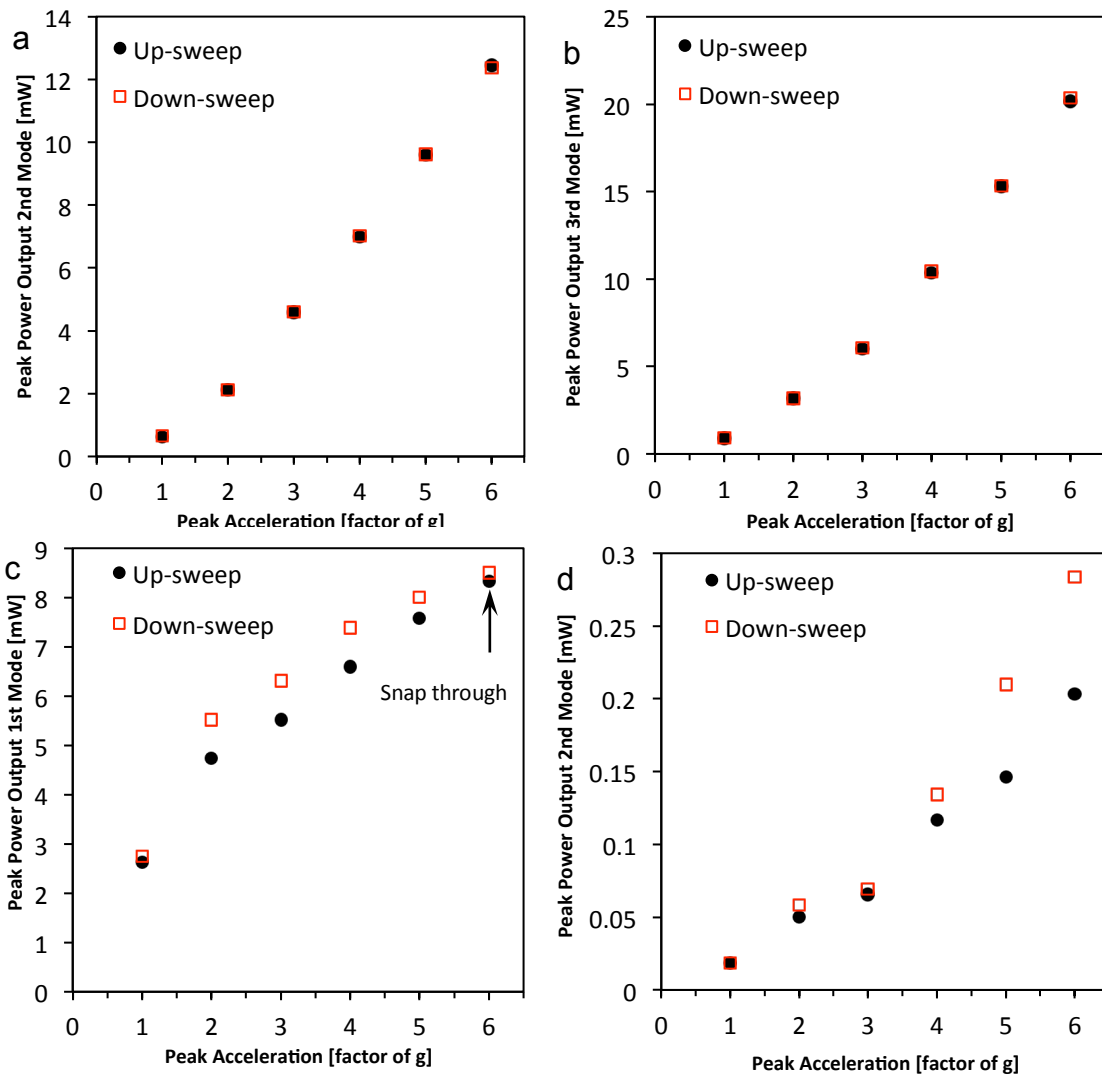 a
Up-sweep
Down-sweep
Peak Power Output 2nd Mode [mW]
14
12
10
8
6
4
2
0
0 1 2 3 4 5 6
Peak Acceleration [factor of g]
b
Up-sweep
Down-sweep
Peak Power Output 3rd Mode [mW]
25
20
15
10
5
0
0 1 2 3 4 5 6
Peak Acceleration [factor of g]
c
Up-sweep
Down-sweep
Snap through
Peak Power Output 1st Mode [mW]
9
8
7
6
5
4
3
2
1
0
0 1 2 3 4 5 6
Peak Acceleration [factor of g]
d
Up-sweep
Down-sweep
Peak Power Output 2nd Mode [mW]
0.3
0.25
0.2
0.15
0.1
0.05
0
0 1 2 3 4 5 6
Peak Acceleration [factor of g]